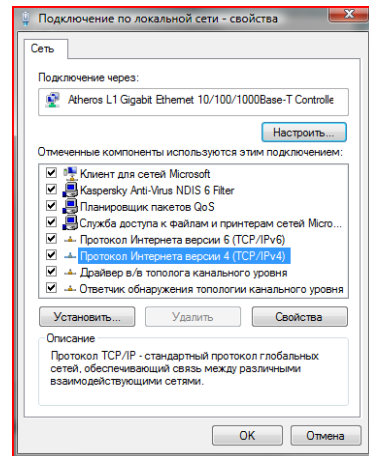 Подключение по локальной сети - свойства
Сеть
Подключение через:
Atheros L1 Gigabit Ethernet 10/100/1000Base-T Controlle
Настроить...
Отмеченные компоненты используются этим подключением:
Клиент для сетей Microsoft
Kaspersky Anti-Virus NDIS 6 Filter
Планировщик пакетов QoS
Служба доступа к файлам и принтерам сетей Micro...
Протокол Интернета версии 6 (TCP/IPv6)
Протокол Интернета версии 4 (TCP/IPv4)
Драйвер в/в тополога канального уровня
Ответчик обнаружения топологии канального уровня
Установить...
Удалить
Свойства
Описание
Протокол TCP/IP - стандартный протокол глобальных
сетей, обеспечивающий связь между различными
взаимодействующими сетями.
OK
Отмена